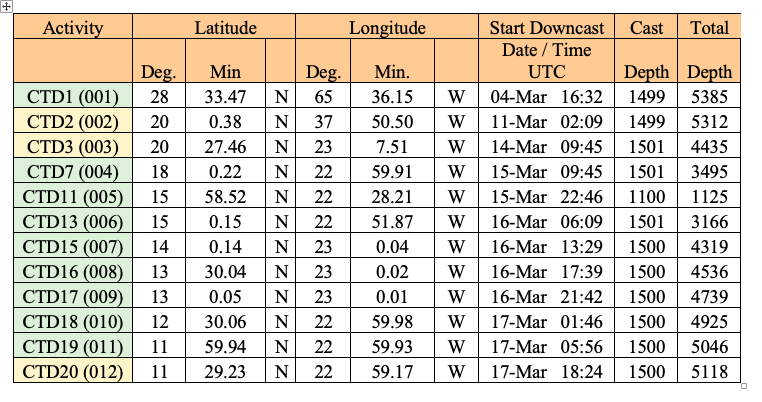 Activity Latitude Longitude Start Downcast Cast Total
Date / Time
Deg. Min Deg. Min. UTC Depth Depth
CTD1 (001) 28 33.47 N 65 36.15 W 04-Mar 16:32 1499 5385
CTD2 (002) 20 0.38 N 37 50.50 W 11-Mar 02:09 1499 5312
CTD3 (003) 20 27.46 N 23 7.51 W 14-Mar 09:45 1501 4435
CTD7 (004) 18 0.22 N 22 59.91 W 15-Mar 09:45 1501 3495
CTD11 (005) 15 58.52 N 22 28.21 W 15-Mar 22:46 1100 1125
CTD13 (006) 15 0.15 N 22 51.87 W 16-Mar 06:09 1501 3166
CTD15 (007) 14 0.14 N 23 0.04 W 16-Mar 13:29 1500 4319
CTD16 (008) 13 30.04 N 23 0.02 W 16-Mar 17:39 1500 4536
CTD17 (009) 13 0.05 N 23 0.01 W 16-Mar 21:42 1500 4739
CTD18 (010) 12 30.06 N 22 59.98 W 17-Mar 01:46 1500 4925
CTD19 (011) 11 59.94 N 22 59.93 W 17-Mar 05:56 1500 5046
CTD20 (012) 11 29.23 N 22 59.17 W 17-Mar 18:24 1500 5118